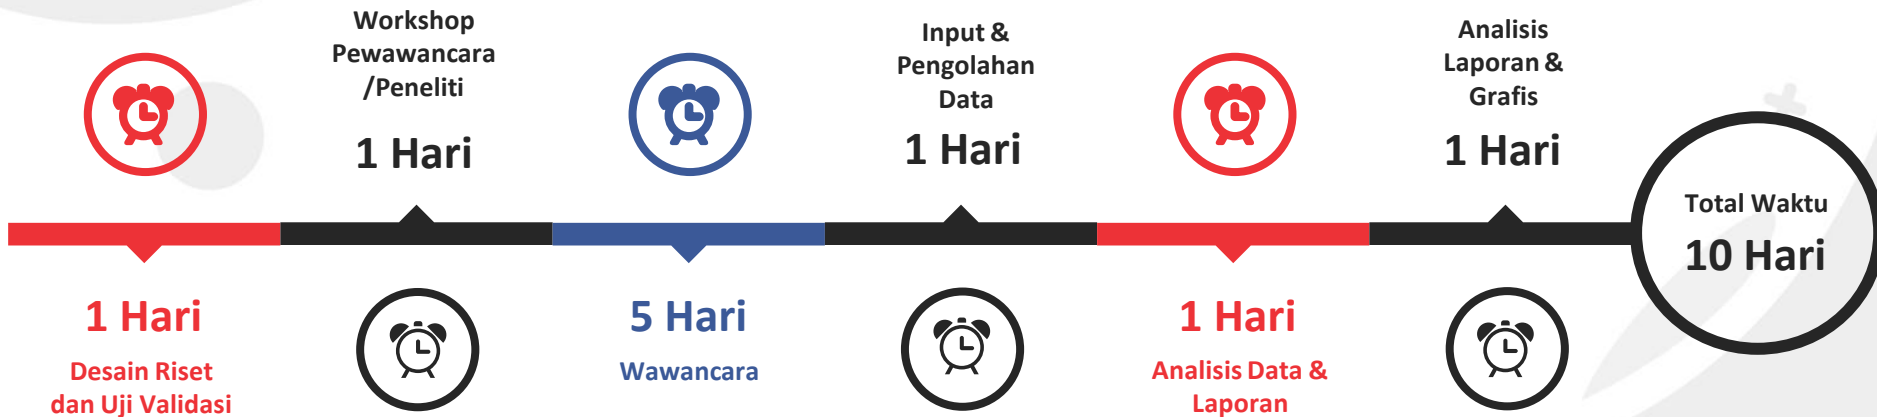 1 Hari
Desain Riset
dan Uji Validasi
Workshop
Pewawancara
/Peneliti
1 Hari
5 Hari
Wawancara
Input &
Pengolahan
Data
1 Hari
1 Hari
Analisis Data &
Laporan
Analisis
Laporan &
Grafis
1 Hari
Total Waktu
10 Hari